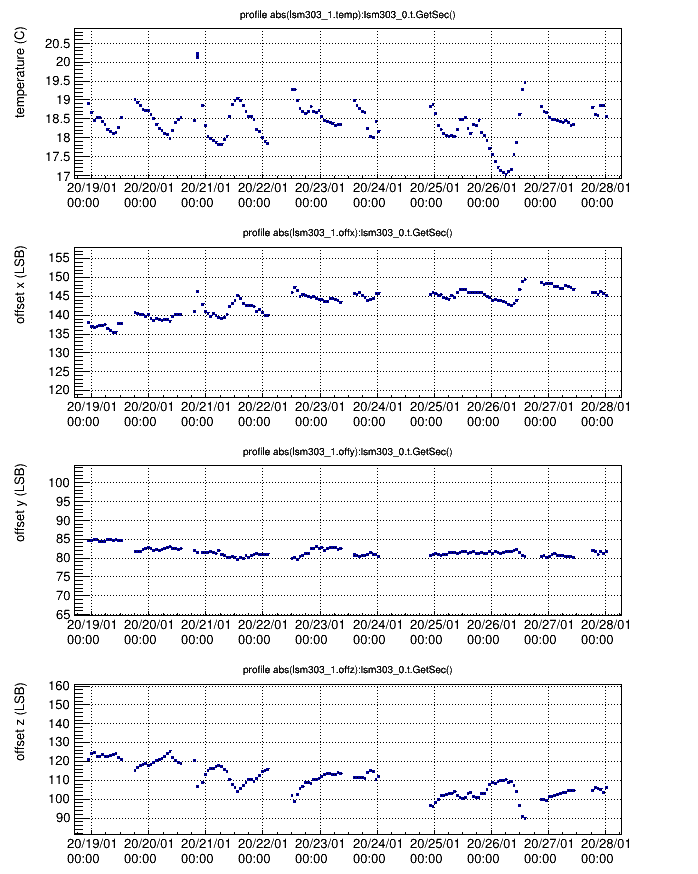 profile abs(lsm303_1.temp):lsm303_0.t.GetSec()
temperature (C)
20.5
20
19.5
19
18.5
18
17.5
17
20/19/01 20/20/01 20/21/01 20/22/01 20/23/01 20/24/01 20/25/01 20/26/01 20/27/01 20/28/01
00:00 00:00 00:00 00:00 00:00 00:00 00:00 00:00 00:00 00:00
profile abs(lsm303_1.offx):lsm303_0.t.GetSec()
offset x (LSB)
155
150
145
140
135
130
125
120
20/19/01 20/20/01 20/21/01 20/22/01 20/23/01 20/24/01 20/25/01 20/26/01 20/27/01 20/28/01
00:00 00:00 00:00 00:00 00:00 00:00 00:00 00:00 00:00 00:00
profile abs(lsm303_1.offy):lsm303_0.t.GetSec()
offset y (LSB)
100
95
90
85
80
75
70
65
20/19/01 20/20/01 20/21/01 20/22/01 20/23/01 20/24/01 20/25/01 20/26/01 20/27/01 20/28/01
00:00 00:00 00:00 00:00 00:00 00:00 00:00 00:00 00:00 00:00
profile abs(lsm303_1.offz):lsm303_0.t.GetSec()
offset z (LSB)
160
150
140
130
120
110
100
90
20/19/01 20/20/01 20/21/01 20/22/01 20/23/01 20/24/01 20/25/01 20/26/01 20/27/01 20/28/01
00:00 00:00 00:00 00:00 00:00 00:00 00:00 00:00 00:00 00:00